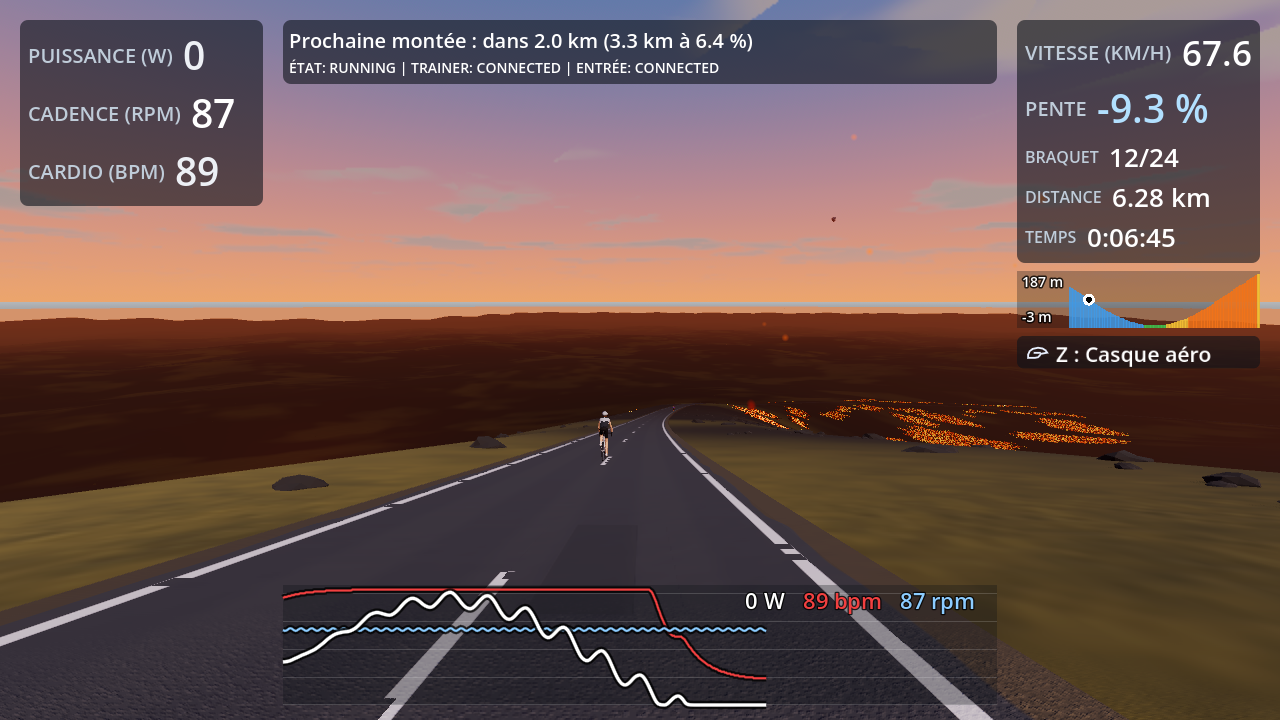 PUISSANCE (W) 0
CADENCE (RPM) 87
CARDIO (BPM) 89
Prochaine montée : dans 2.0 km (3.3 km à 6.4 %)
ÉTAT: RUNNING | TRAINER: CONNECTED | ENTRÉE: CONNECTED
VITESSE (KM/H) 67.6
PENTE -9.3 %
BRAQUET 12/24
DISTANCE 6.28 km
TEMPS 0:06:45
187 m
-3 m
Z : Casque aéro
0 W 89 bpm 87 rpm